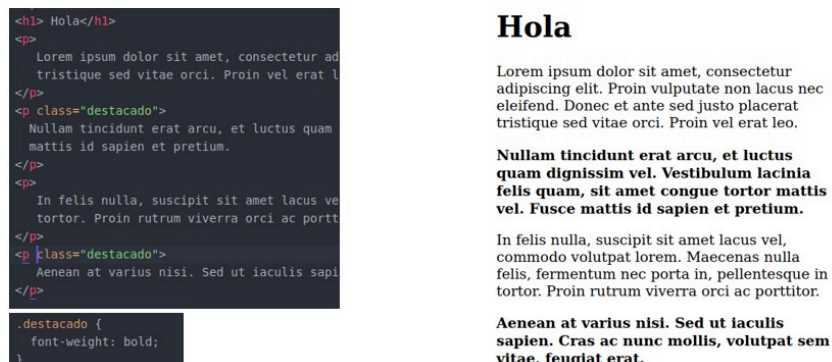 <h1> Hola</h1>
<p>
Lorem ipsum dolor sit amet, consectetur ad
tristique sed vitae orci. Proin vel erat l
</p>
<p class="destacado">
Nullam tincidunt erat arcu, et luctus quam
mattis id sapien et pretium.
</p>
<p>
In felis nulla, suscipit sit amet lacus ve
tortor. Proin rutrum viverra orci ac portt
</p>
<p class="destacado">
Aenean at varius nisi. Sed ut iaculis sapi
</p>
.destacado {
font-weight: bold;
}
Hola
Lorem ipsum dolor sit amet, consectetur
adipiscing elit. Proin vulputate non lacus nec
eleifend. Donec et ante sed justo placerat
tristique sed vitae orci. Proin vel erat leo.
Nullam tincidunt erat arcu, et luctus
quam dignissim vel. Vestibulum lacinia
felis quam, sit amet congue tortor mattis
vel. Fusce mattis id sapien et pretium.
In felis nulla, suscipit sit amet lacus vel,
commodo volutpat lorem. Maecenas nulla
felis, fermentum nec porta in, pellentesque in
tortor. Proin rutrum viverra orci ac porttitor.
Aenean at varius nisi. Sed ut iaculis
sapien. Cras ac nunc mollis, volutpat sem
vitae, feugiat erat.